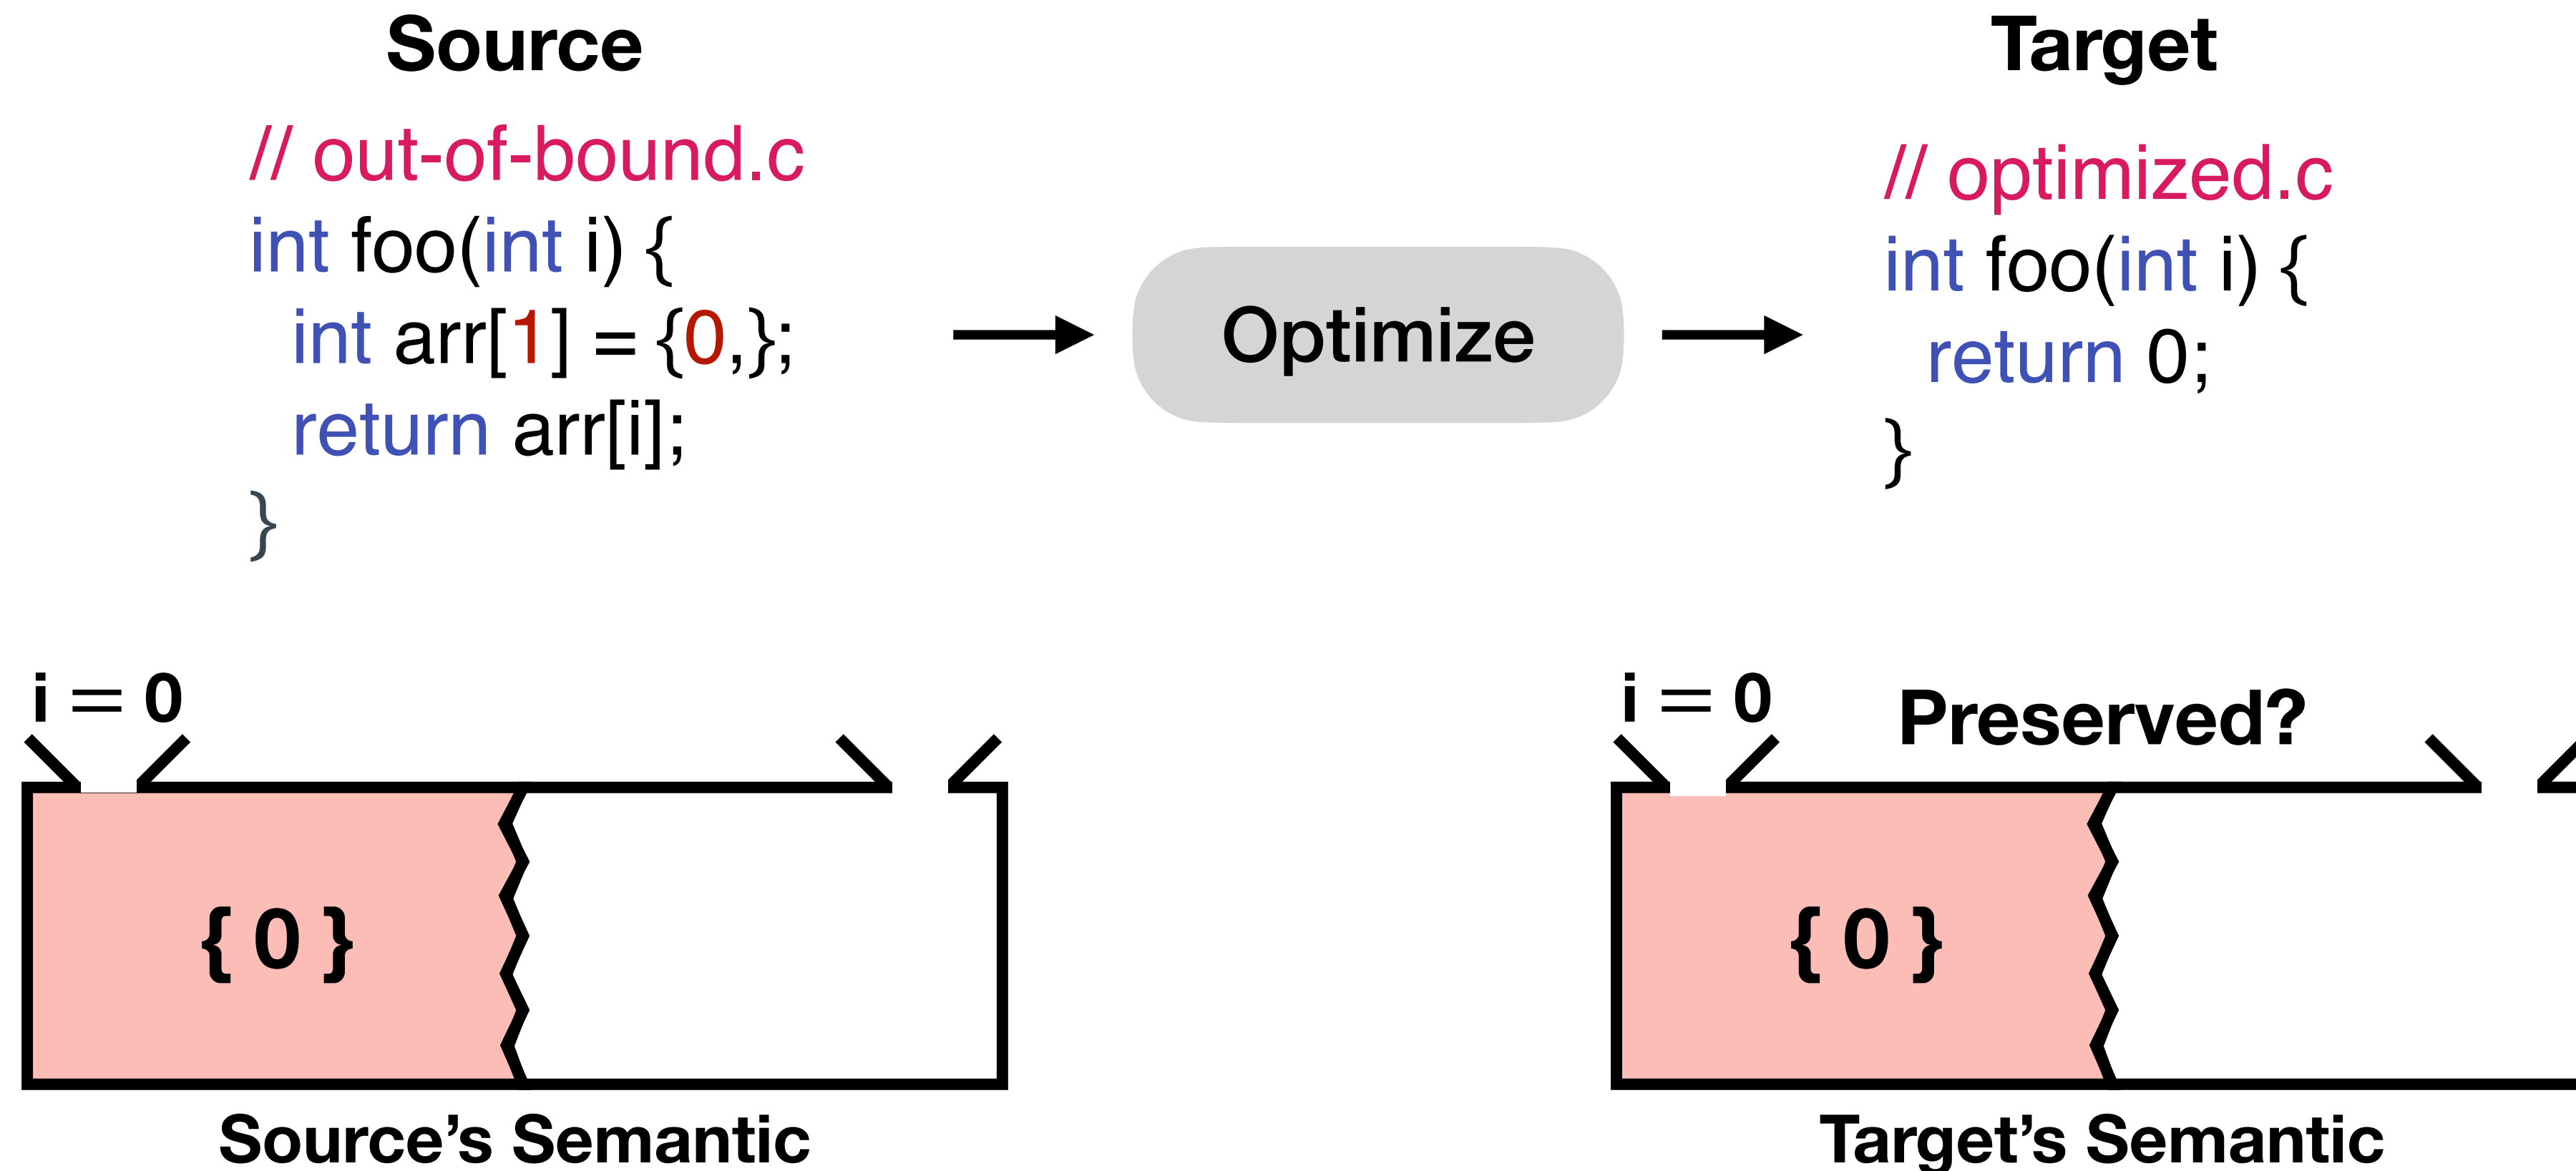 Source
// out-of-bound.c
int foo(int i) {
int arr[1] = {0,};
return arr[i];
}
Optimize
Target
// optimized.c
int foo(int i) {
return 0;
}
i = 0
{ 0 }
Source’s Semantic
i = 0
Preserved?
{ 0 }
Target’s Semantic